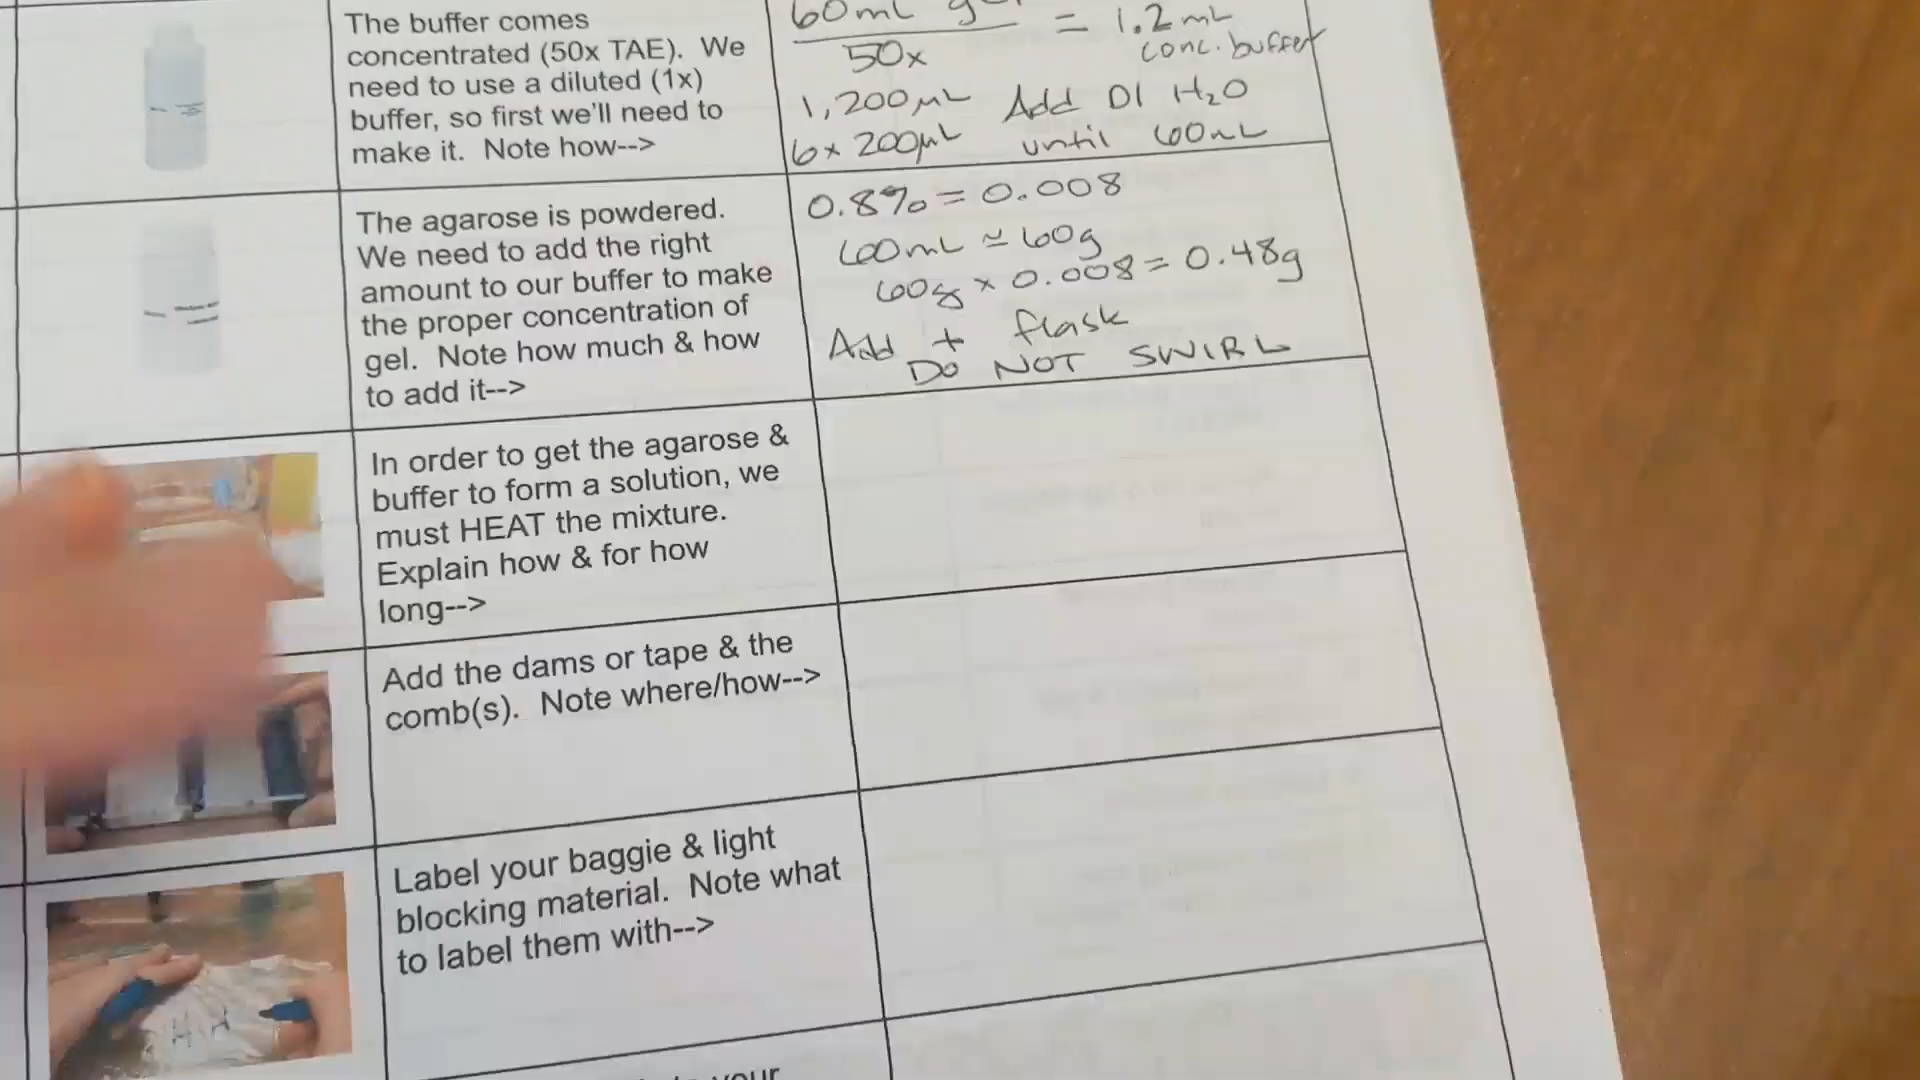 The buffer comes
concentrated (50x TAE). We
need to use a diluted (1x)
buffer, so first we'll need to
make it. Note how-->
60mL
50x
= 1.2 mL
conc. buffer
1,200µL Add DI H₂O
6x 200µL until 60mL
The agarose is powdered.
We need to add the right
amount to our buffer to make
the proper concentration of
gel. Note how much & how
to add it-->
0.8% = 0.008
60mL ≃ 60g
60g x 0.008 = 0.48g
Add + flask
DO NOT SWIRL
In order to get the agarose &
buffer to form a solution, we
must HEAT the mixture.
Explain how & for how
long-->
Add the dams or tape & the
comb(s). Note where/how-->
Label your baggie & light
blocking material. Note what
to label them with-->
your